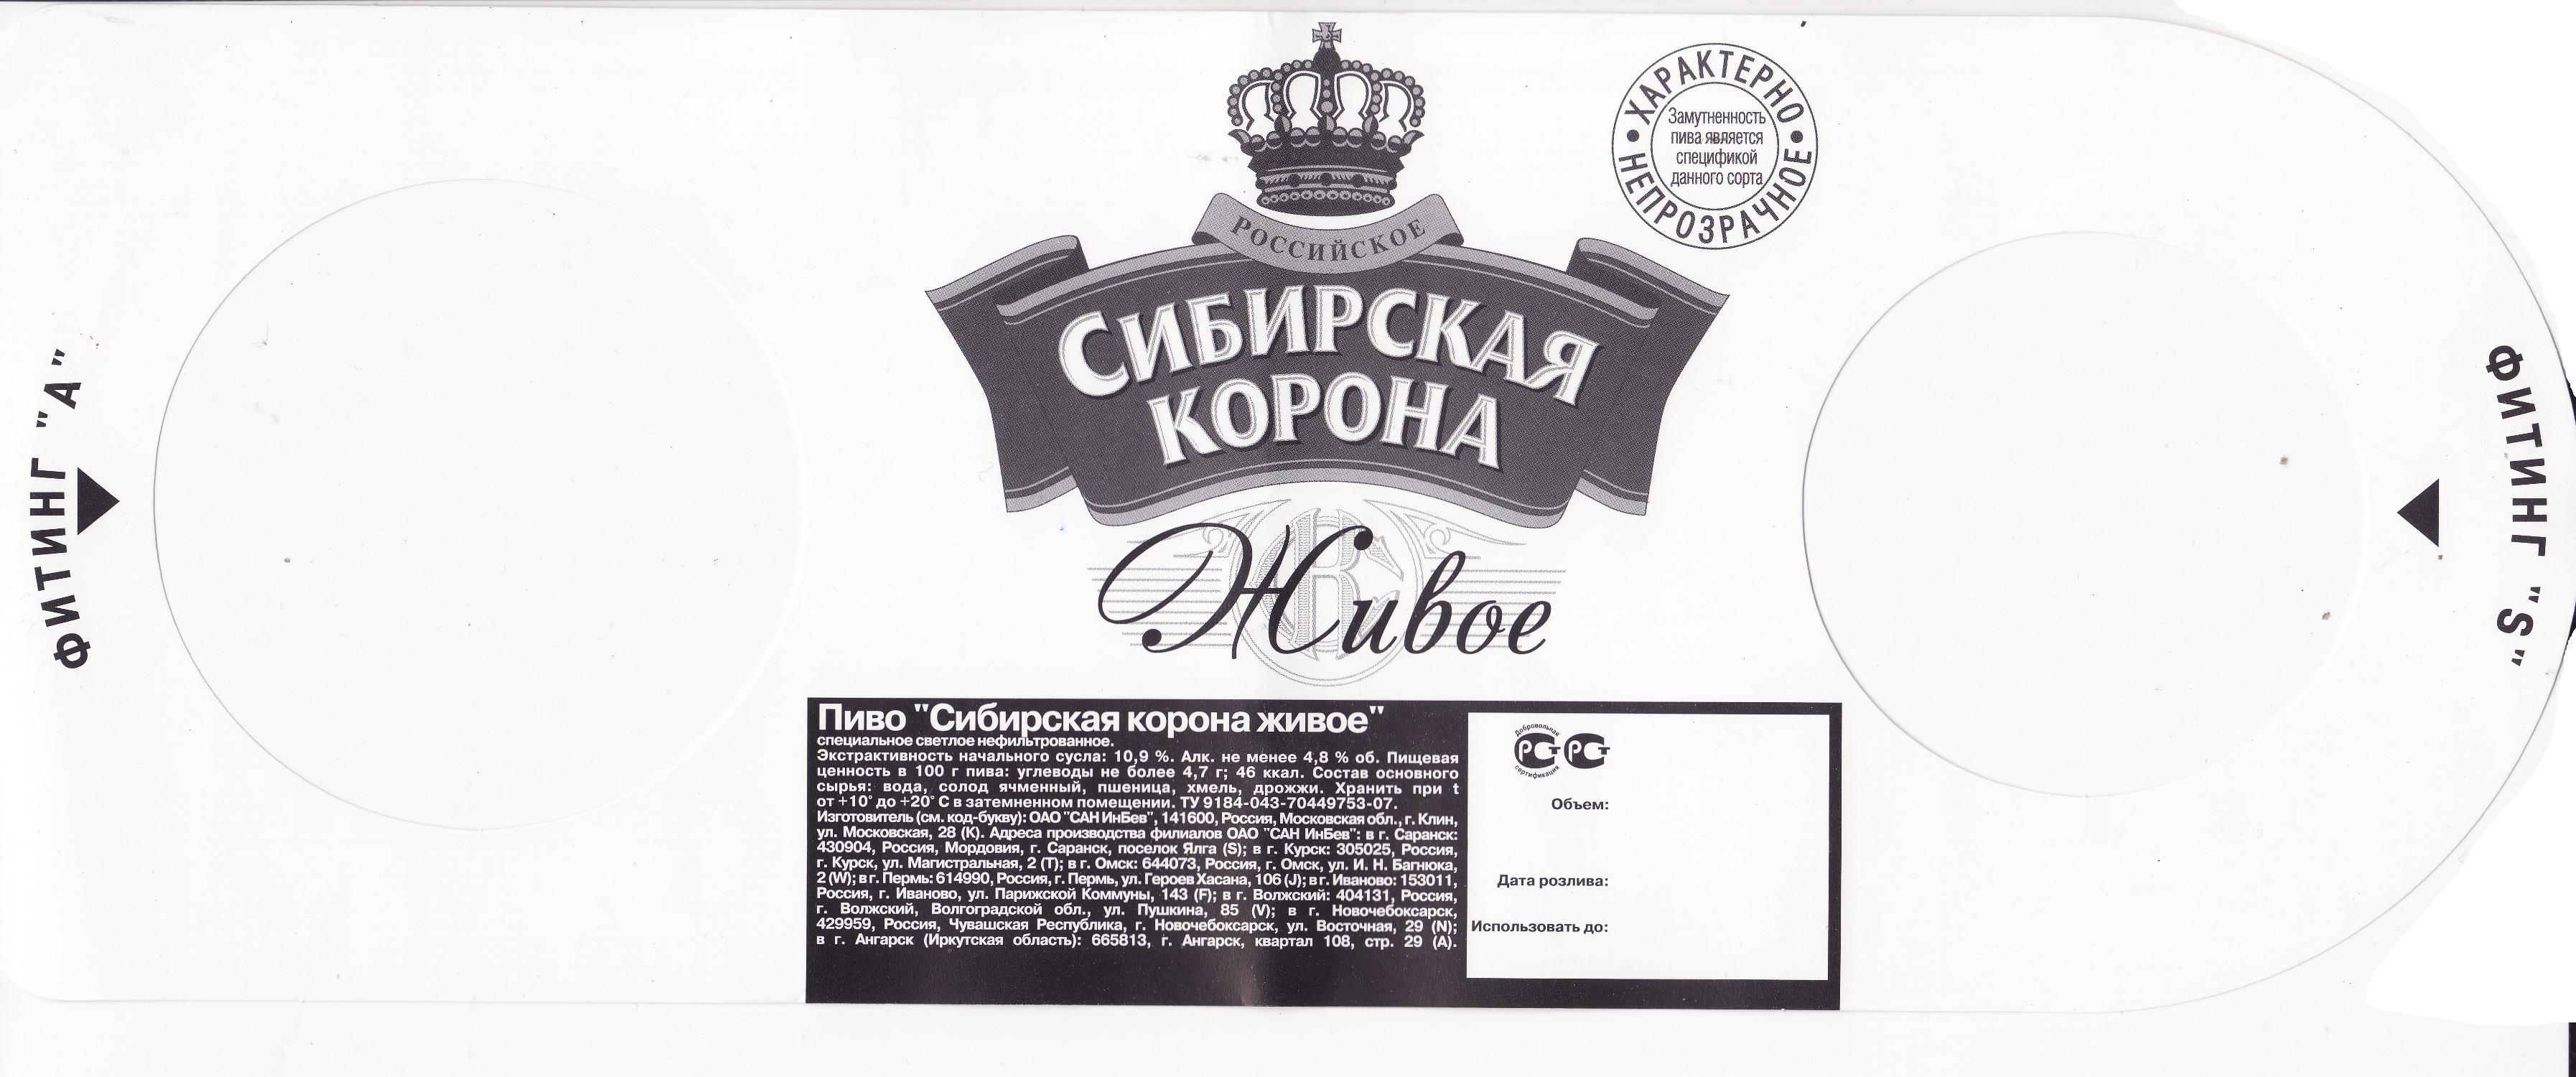 ФИТИНГ "А"
РОССИЙСКОЕ
СИБИРСКАЯ
КОРОНА
Живое
ХАРАКТЕРНО
НЕПРОЗРАЧНОЕ
Замутненность
пива является
спецификой
данного сорта
ФИТИНГ "S"
Пиво "Сибирская корона живое"
специальное светлое нефильтрованное.
Экстрактивность начального сусла: 10,9 %. Алк. не менее 4,8 % об. Пищевая
ценность в 100 г пива: углеводы не более 4,7 г; 46 ккал. Состав основного
сырья: вода, солод ячменный, пшеница, хмель, дрожжи. Хранить при t
от +10° до +20° С в затемненном помещении. ТУ 9184-043-70449753-07.
Изготовитель (см. код-букву): ОАО "САН ИнБев", 141600, Россия, Московская обл., г. Клин,
ул. Московская, 28 (К). Адреса производства филиалов ОАО "САН ИнБев": в г. Саранск:
430904, Россия, Мордовия, г. Саранск, поселок Ялга (S); в г. Курск: 305025, Россия,
г. Курск, ул. Магистральная, 2 (Т); в г. Омск: 644073, Россия, г. Омск, ул. И. Н. Багнюка,
2 (W); в г. Пермь: 614990, Россия, г. Пермь, ул. Героев Хасана, 106 (J); в г. Иваново: 153011,
Россия, г. Иваново, ул. Парижской Коммуны, 143 (F); в г. Волжский: 404131, Россия,
г. Волжский, Волгоградской обл., ул. Пушкина, 85 (V); в г. Новочебоксарск,
429959, Россия, Чувашская Республика, г. Новочебоксарск, ул. Восточная, 29 (N);
в г. Ангарск (Иркутская область): 665813, г. Ангарск, квартал 108, стр. 29 (А).
Добровольная
РСТ РСТ
сертификация
Объем:
Дата розлива:
Использовать до: